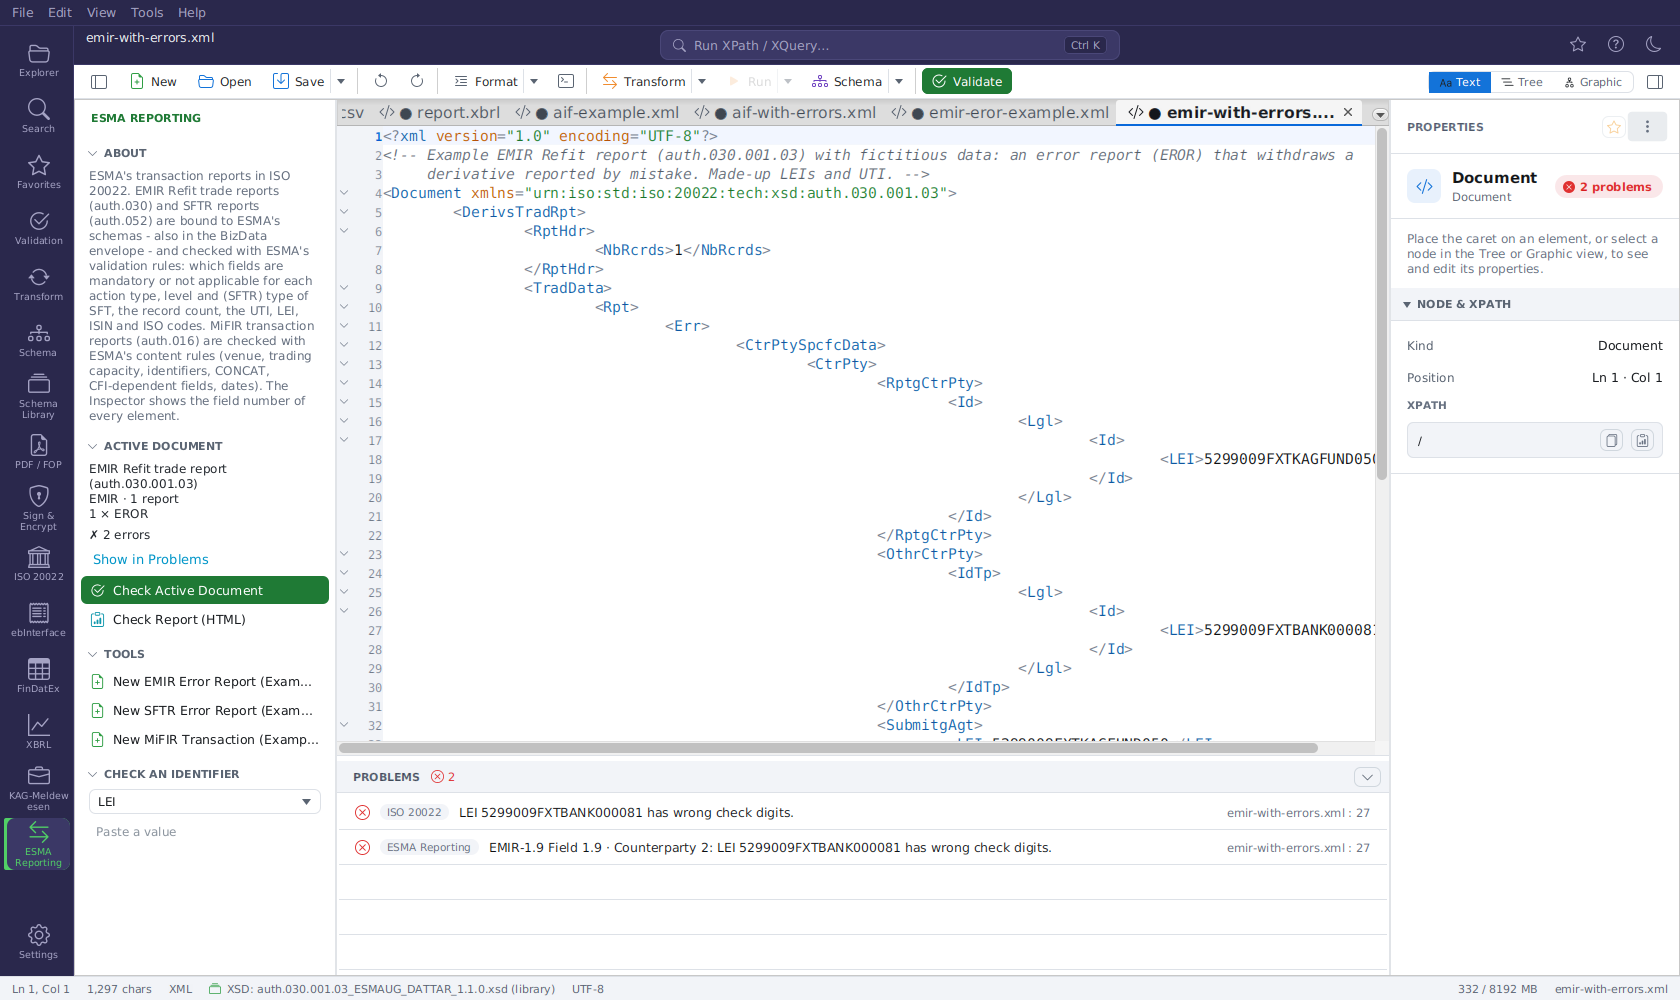 File Edit View Tools Help
emir-with-errors.xml
Run XPath / XQuery... Ctrl K
New Open Save Format Transform Run Schema Validate Text Tree Graphic
Explorer
Search
Favorites
Validation
Transform
Schema
Schema
Library
PDF / FOP
Sign &
Encrypt
ISO 20022
ebInterface
FinDatEx
XBRL
KAG-Meldew
esen
ESMA
Reporting
Settings
ESMA REPORTING
ABOUT
ESMA's transaction reports in ISO
20022. EMIR Refit trade reports
(auth.030) and SFTR reports
(auth.052) are bound to ESMA's
schemas - also in the BizData
envelope - and checked with ESMA's
validation rules: which fields are
mandatory or not applicable for each
action type, level and (SFTR) type of
SFT, the record count, the UTI, LEI,
ISIN and ISO codes. MiFIR transaction
reports (auth.016) are checked with
ESMA's content rules (venue, trading
capacity, identifiers, CONCAT,
CFI-dependent fields, dates). The
Inspector shows the field number of
every element.
ACTIVE DOCUMENT
EMIR Refit trade report
(auth.030.001.03)
EMIR · 1 report
1 × EROR
✗ 2 errors
Show in Problems
Check Active Document
Check Report (HTML)
TOOLS
New EMIR Error Report (Exam...
New SFTR Error Report (Exam...
New MiFIR Transaction (Examp...
CHECK AN IDENTIFIER
LEI
Paste a value
:sv </> ● report.xbrl </> ● aif-example.xml </> ● aif-with-errors.xml </> ● emir-eror-example.xml </> ● emir-with-errors.... ×
1 <?xml version="1.0" encoding="UTF-8"?>
2 <!-- Example EMIR Refit report (auth.030.001.03) with fictitious data: an error report (EROR) that withdraws a
3 derivative reported by mistake. Made-up LEIs and UTI. -->
4 <Document xmlns="urn:iso:std:iso:20022:tech:xsd:auth.030.001.03">
5 <DerivsTradRpt>
6 <RptHdr>
7 <NbRcrds>1</NbRcrds>
8 </RptHdr>
9 <TradData>
10 <Rpt>
11 <Err>
12 <CtrPtySpcfcData>
13 <CtrPty>
14 <RptgCtrPty>
15 <Id>
16 <Lgl>
17 <Id>
18 <LEI>5299009FXTKAGFUND050
19 </Id>
20 </Lgl>
21 </Id>
22 </RptgCtrPty>
23 <OthrCtrPty>
24 <IdTp>
25 <Lgl>
26 <Id>
27 <LEI>5299009FXTBANK000081
28 </Id>
29 </Lgl>
30 </IdTp>
31 </OthrCtrPty>
32 <SubmitgAgt>
PROBLEMS 2
ISO 20022 LEI 5299009FXTBANK000081 has wrong check digits. emir-with-errors.xml : 27
ESMA Reporting EMIR-1.9 Field 1.9 · Counterparty 2: LEI 5299009FXTBANK000081 has wrong check digits. emir-with-errors.xml : 27
PROPERTIES
Document
Document
2 problems
Place the caret on an element, or select a
node in the Tree or Graphic view, to see
and edit its properties.
NODE & XPATH
Kind Document
Position Ln 1 · Col 1
XPATH
/
Ln 1, Col 1 1,297 chars XML XSD: auth.030.001.03_ESMAUG_DATTAR_1.1.0.xsd (library) UTF-8 332 / 8192 MB emir-with-errors.xml